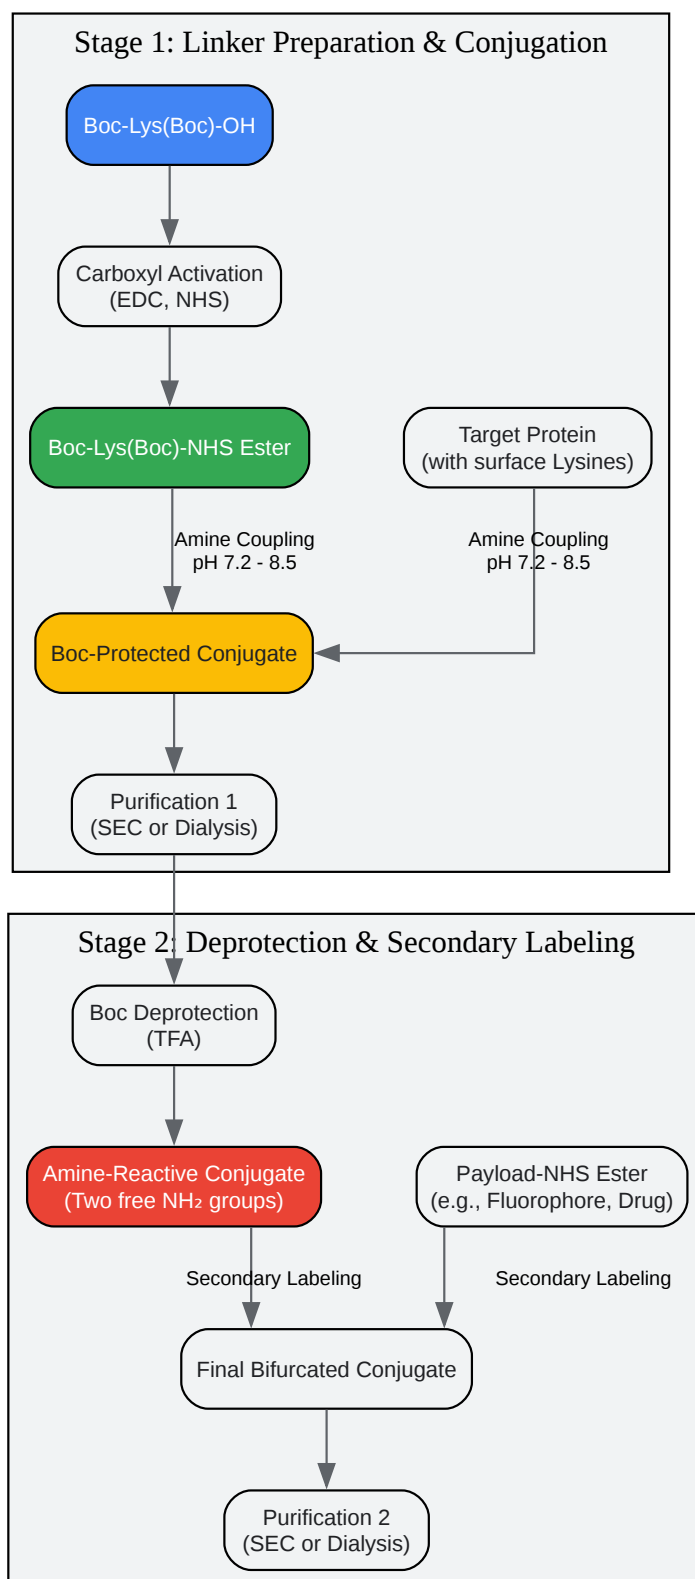 Stage 1: Linker Preparation & Conjugation
Boc-Lys(Boc)-OH
Carboxyl Activation
(EDC, NHS)
Boc-Lys(Boc)-NHS Ester
Target Protein
(with surface Lysines)
Amine Coupling
pH 7.2 - 8.5
Amine Coupling
pH 7.2 - 8.5
Boc-Protected Conjugate
Purification 1
(SEC or Dialysis)
Stage 2: Deprotection & Secondary Labeling
Boc Deprotection
(TFA)
Amine-Reactive Conjugate
(Two free NH₂ groups)
Payload-NHS Ester
(e.g., Fluorophore, Drug)
Secondary Labeling
Secondary Labeling
Final Bifurcated Conjugate
Purification 2
(SEC or Dialysis)